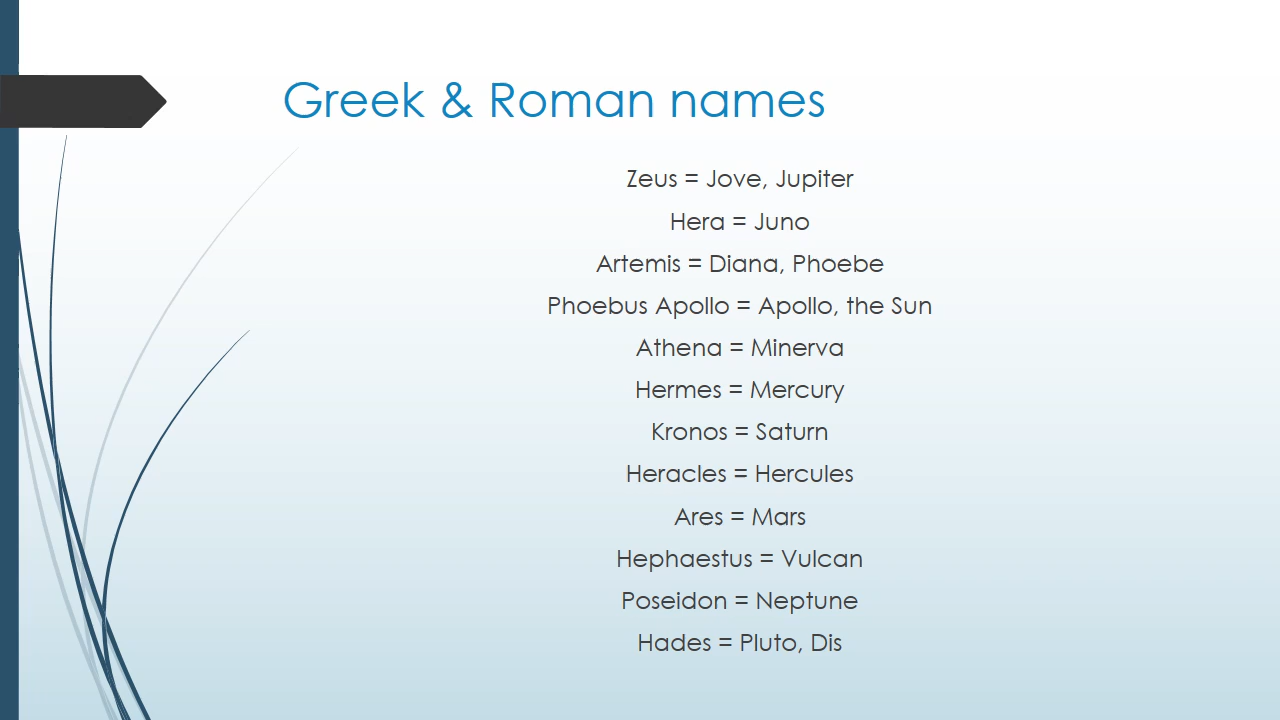 Greek & Roman names
Zeus = Jove, Jupiter
Hera = Juno
Artemis = Diana, Phoebe
Phoebus Apollo = Apollo, the Sun
Athena = Minerva
Hermes = Mercury
Kronos = Saturn
Heracles = Hercules
Ares = Mars
Hephaestus = Vulcan
Poseidon = Neptune
Hades = Pluto, Dis